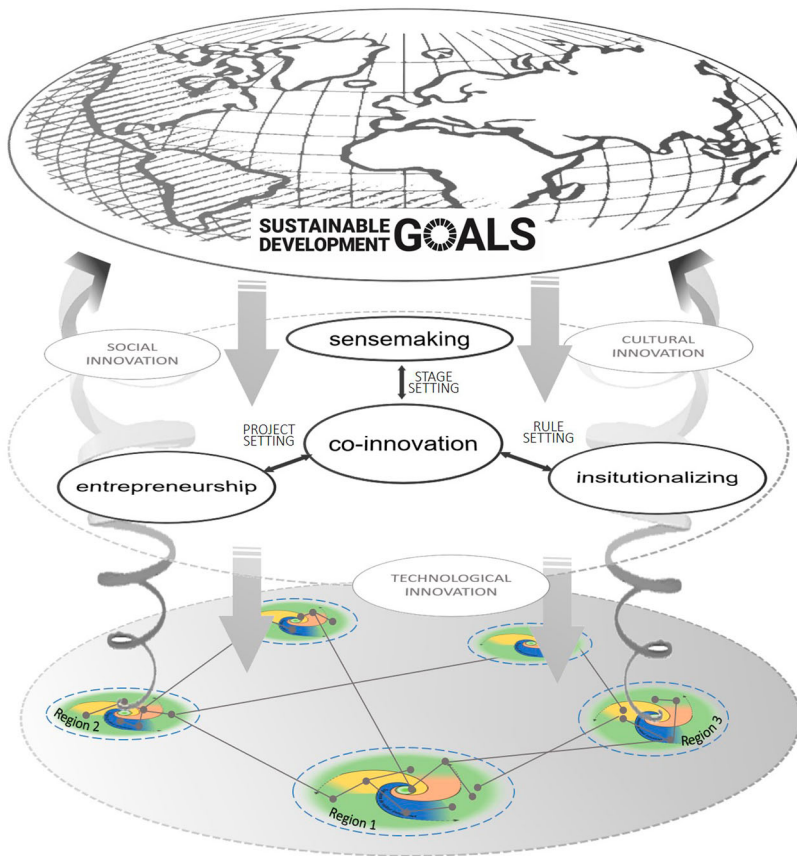 SUSTAINABLE
DEVELOPMENT GOALS
SOCIAL
INNOVATION
sensemaking
CULTURAL
INNOVATION
STAGE
SETTING
PROJECT
SETTING
co-innovation
RULE
SETTING
entrepreneurship
insitutionalizing
TECHNOLOGICAL
INNOVATION
Region 2
Region 3
Region 1